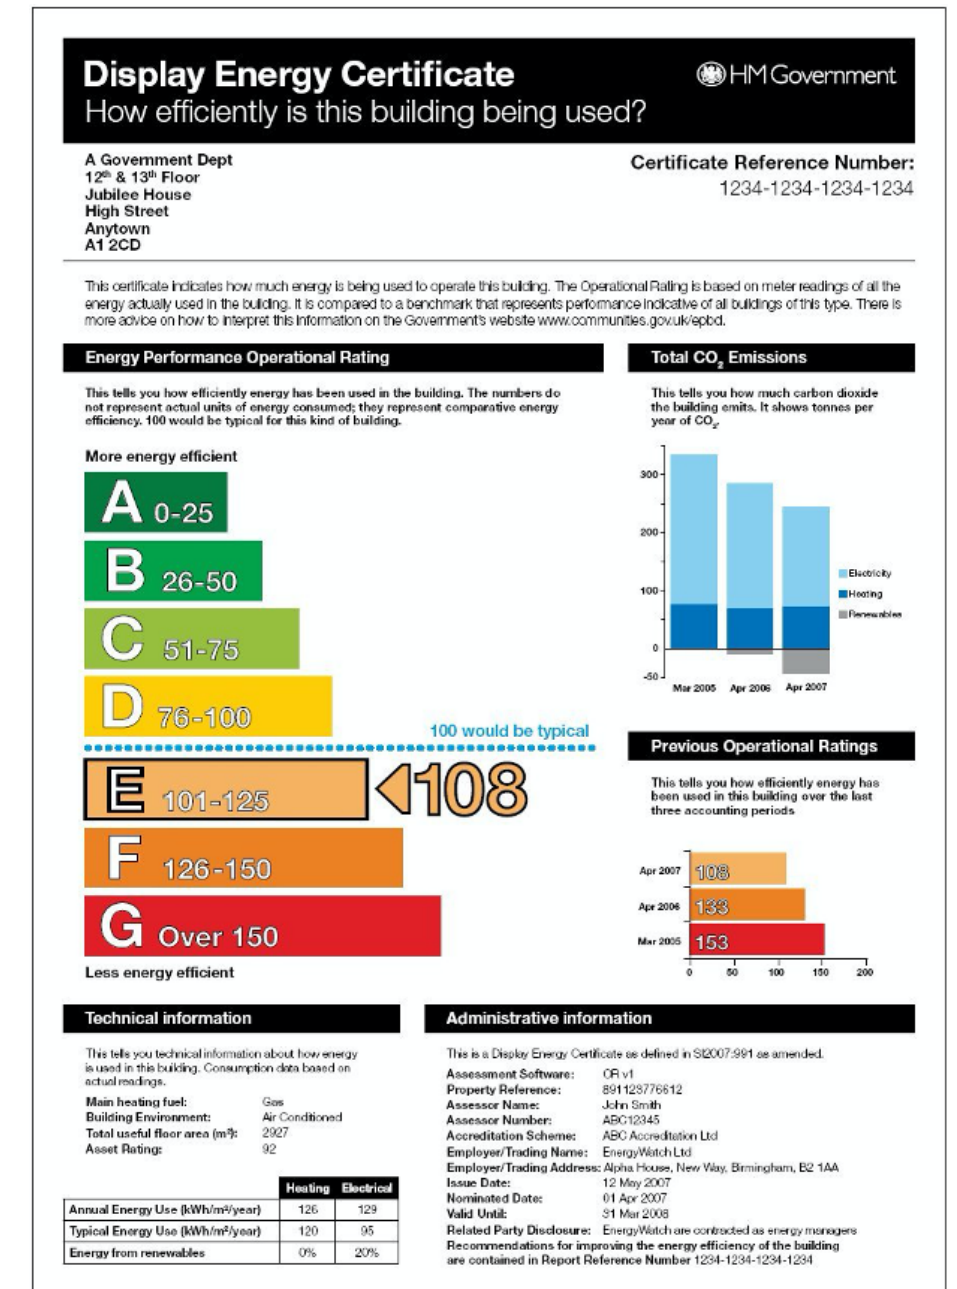 Display Energy Certificate
HM Government
How efficiently is this building being used?
A Government Dept
12th & 13th Floor
Jubilee House
High Street
Anytown
A1 2CD
Certificate Reference Number:
1234-1234-1234-1234
This certificate indicates how much energy is being used to operate this building. The Operational Rating is based on meter readings of all the
energy actually used in the building. It is compared to a benchmark that represents performance indicative of all buildings of this type. There is
more advice on how to interpret this information on the Government's website www.communities.gov.uk/epbd.
Energy Performance Operational Rating
This tells you how efficiently energy has been used in the building. The numbers do
not represent actual units of energy consumed; they represent comparative energy
efficiency. 100 would be typical for this kind of building.
More energy efficient
A 0-25
B 26-50
C 51-75
D 76-100
100 would be typical
E 101-125
108
F 126-150
G Over 150
Less energy efficient
Total CO₂ Emissions
This tells you how much carbon dioxide
the building emits. It shows tonnes per
year of CO₂.
300
200
100
0
-50
Electricity
Heating
Renewables
Mar 2005 Apr 2006 Apr 2007
Previous Operational Ratings
This tells you how efficiently energy has
been used in this building over the last
three accounting periods
Apr 2007 108
Apr 2006 133
Mar 2005 153
0 50 100 150 200
Technical information
This tells you technical information about how energy
is used in this building. Consumption data based on
actual readings.
Main heating fuel: Gas
Building Environment: Air Conditioned
Total useful floor area (m²): 2927
Asset Rating: 92
Heating Electrical
Annual Energy Use (kWh/m²/year) 126 129
Typical Energy Use (kWh/m²/year) 120 95
Energy from renewables 0% 20%
Administrative information
This is a Display Energy Certificate as defined in SI2007:991 as amended.
Assessment Software: OR v1
Property Reference: 891123776612
Assessor Name: John Smith
Assessor Number: ABC12345
Accreditation Scheme: ABC Accreditation Ltd
Employer/Trading Name: EnergyWatch Ltd
Employer/Trading Address: Alpha House, New Way, Birmingham, B2 1AA
Issue Date: 12 May 2007
Nominated Date: 01 Apr 2007
Valid Until: 31 Mar 2008
Related Party Disclosure: EnergyWatch are contracted as energy managers
Recommendations for improving the energy efficiency of the building
are contained in Report Reference Number 1234-1234-1234-1234